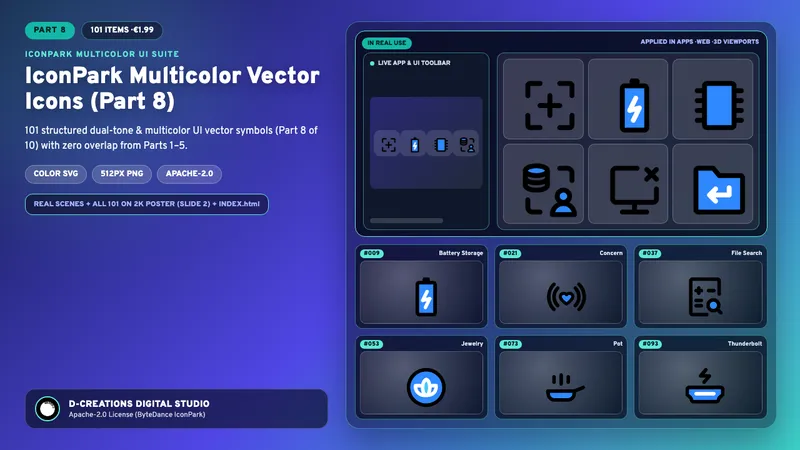 PART 8
101 ITEMS ·€1.99
ICONPARK MULTICOLOR UI SUITE
IconPark Multicolor Vector
Icons (Part 8)
101 structured dual-tone & multicolor UI vector symbols (Part 8 of
10) with zero overlap from Parts 1–5.
COLOR SVG
512PX PNG
APACHE-2.0
REAL SCENES + ALL 101 ON 2K POSTER (SLIDE 2) + INDEX.html
D-CREATIONS DIGITAL STUDIO
Apache-2.0 License (ByteDance IconPark)
IN REAL USE
APPLIED IN APPS ·WEB ·3D VIEWPORTS
LIVE APP & UI TOOLBAR
#009
Battery Storage
#021
Concern
#037
File Search
#053
Jewelry
#073
Pot
#093
Thunderbolt